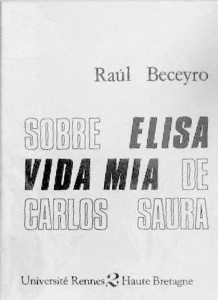 Raúl Beceyro
SOBRE ELISA
VIDA MIA DE
CARLOS SAURA
Université Rennes 2 Haute Bretagne